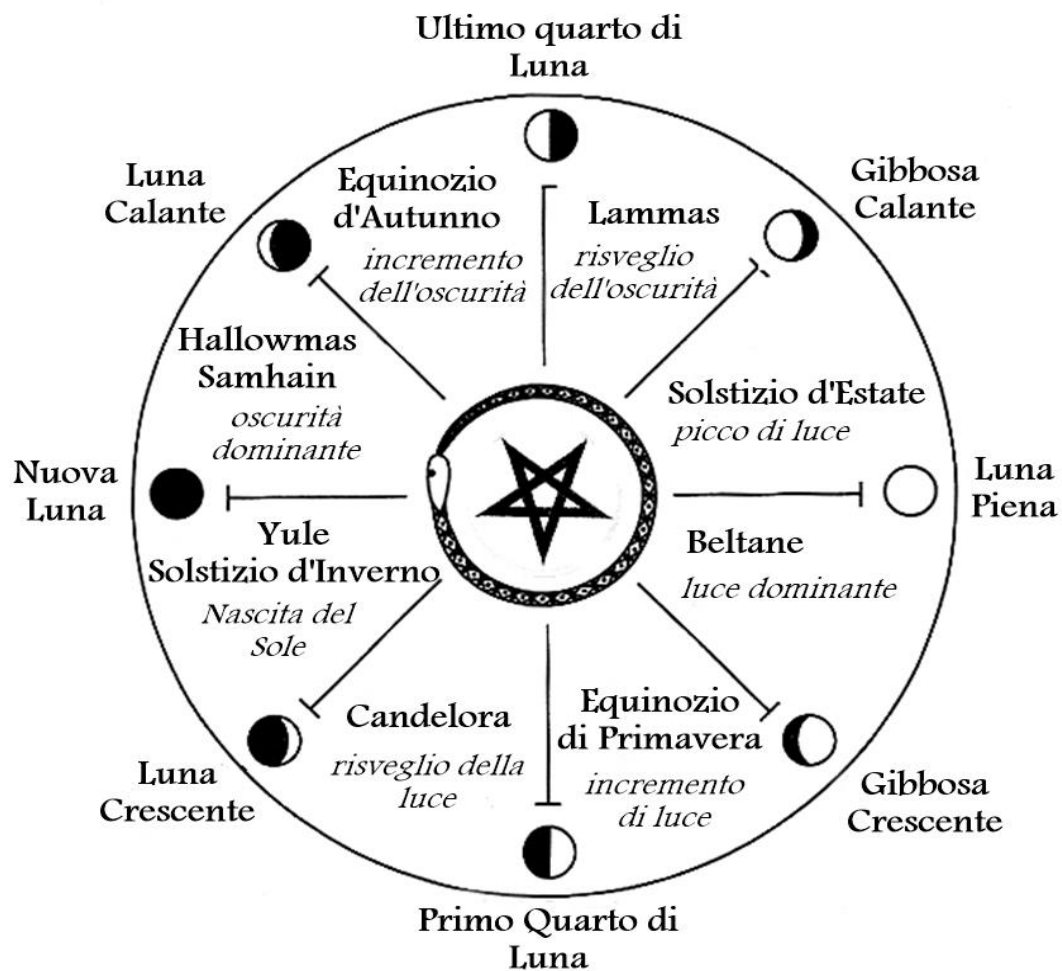 Ultimo quarto di
Luna
Luna
Calante
Equinozio
d'Autunno
incremento
dell'oscurità
Lammas
risveglio
dell'oscurità
Gibbosa
Calante
Hallowmas
Samhain
oscurità
dominante
Solstizio d'Estate
picco di luce
Nuova
Luna
Luna
Piena
Yule
Solstizio d'Inverno
Nascita del
Sole
Beltane
luce dominante
Candelora
risveglio della
luce
Equinozio
di Primavera
incremento
di luce
Luna
Crescente
Gibbosa
Crescente
Primo Quarto di
Luna